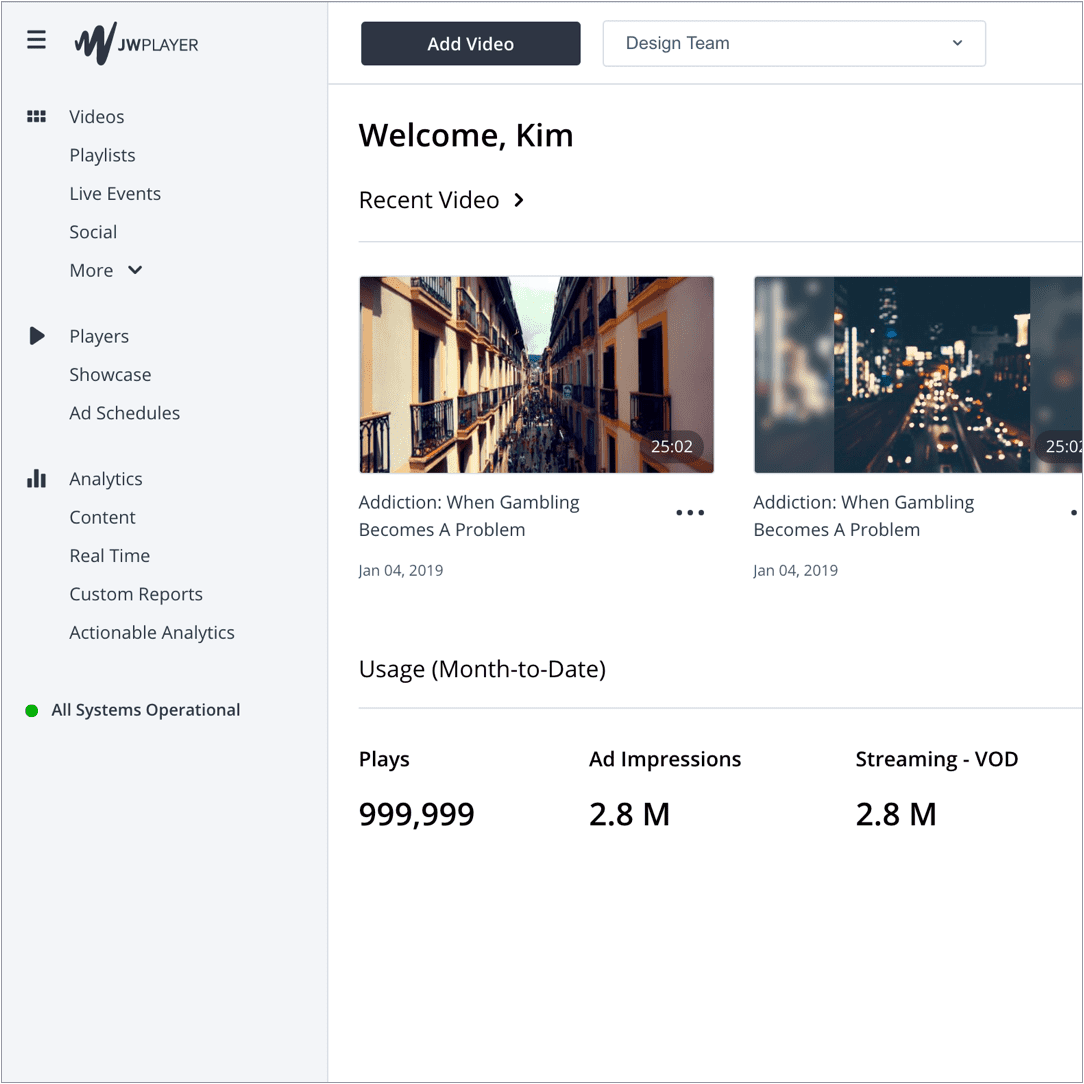 JWPLAYER
Videos
Playlists
Live Events
Social
More
Players
Showcase
Ad Schedules
Analytics
Content
Real Time
Custom Reports
Actionable Analytics
All Systems Operational
Add Video
Design Team
Welcome, Kim
Recent Video
25:02
Addiction: When Gambling
Becomes A Problem
Jan 04, 2019
25:02
Addiction: When Gambling
Becomes A Problem
Jan 04, 2019
Usage (Month-to-Date)
Plays
999,999
Ad Impressions
2.8 M
Streaming - VOD
2.8 M